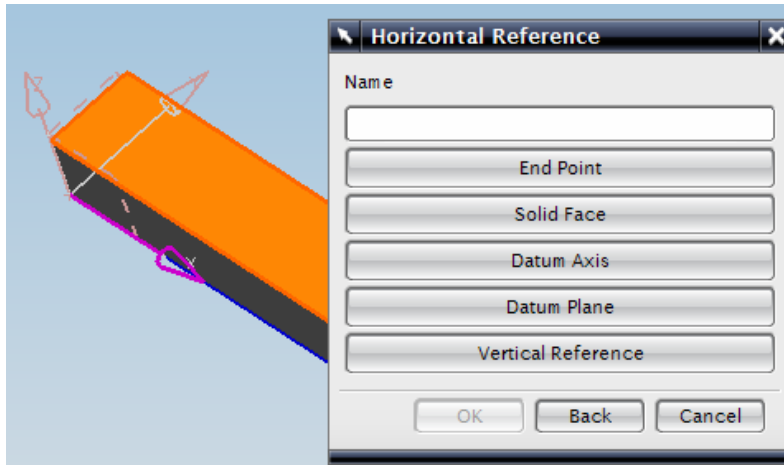 Horizontal Reference
Name
End Point
Solid Face
Datum Axis
Datum Plane
Vertical Reference
OK
Back
Cancel